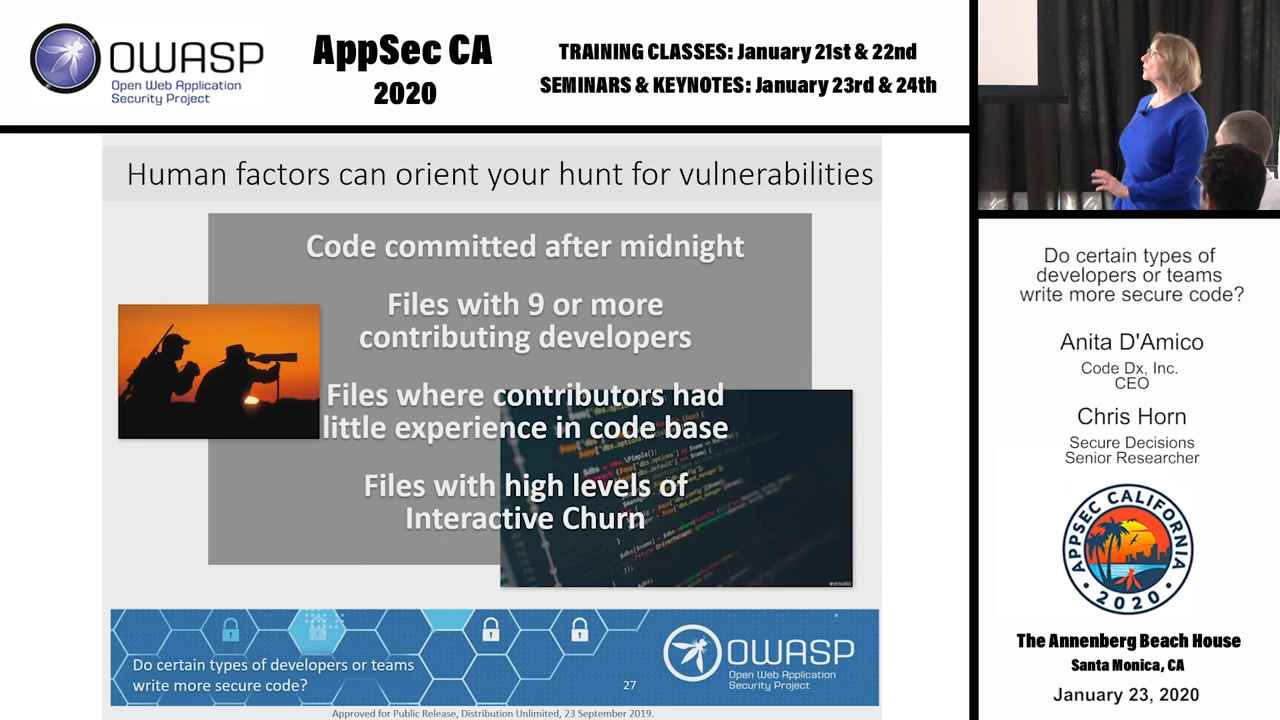 OWASP
Open Web Application
Security Project
AppSec CA
2020
TRAINING CLASSES: January 21st & 22nd
SEMINARS & KEYNOTES: January 23rd & 24th
Human factors can orient your hunt for vulnerabilities
Code committed after midnight
Files with 9 or more
contributing developers
Files where contributors had
little experience in code base
Files with high levels of
Interactive Churn
Do certain types of developers or teams
write more secure code?
27
OWASP
Open Web Application
Security Project
Approved for Public Release, Distribution Unlimited, 23 September 2019.
Do certain types of
developers or teams
write more secure code?
Anita D'Amico
Code Dx, Inc.
CEO
Chris Horn
Secure Decisions
Senior Researcher
APPSEC CALIFORNIA
• 2020 •
The Annenberg Beach House
Santa Monica, CA
January 23, 2020